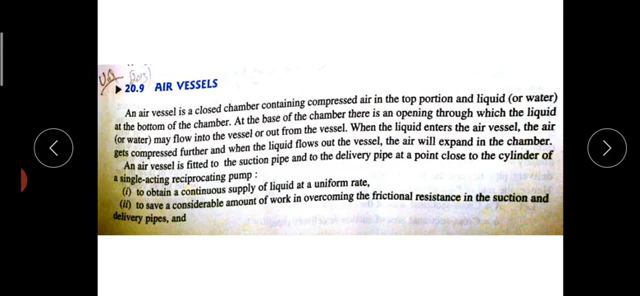 20.9 AIR VESSELS
An air vessel is a closed chamber containing compressed air in the top portion and liquid (or water)
at the bottom of the chamber. At the base of the chamber there is an opening through which the liquid
(or water) may flow into the vessel or out from the vessel. When the liquid enters the air vessel, the air
gets compressed further and when the liquid flows out the vessel, the air will expand in the chamber.
An air vessel is fitted to the suction pipe and to the delivery pipe at a point close to the cylinder of
a single-acting reciprocating pump :
(i) to obtain a continuous supply of liquid at a uniform rate,
(ii) to save a considerable amount of work in overcoming the frictional resistance in the suction and
delivery pipes, and